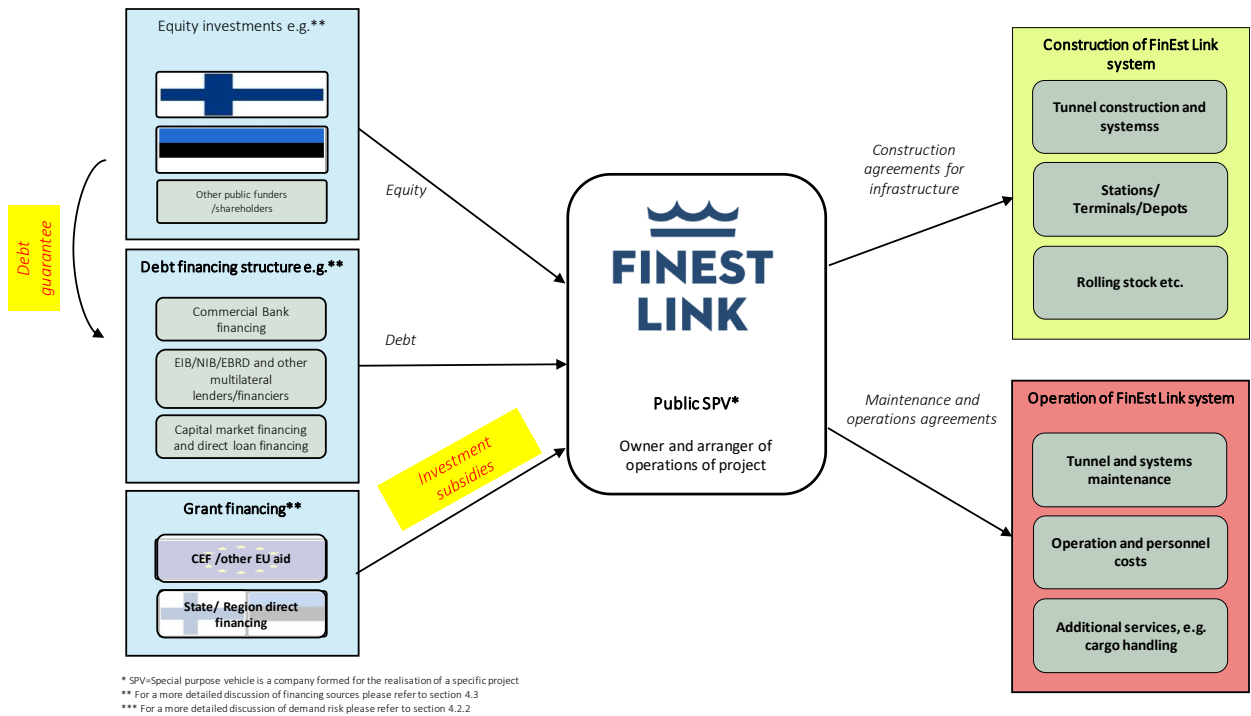 Equity investments e.g.**
Other public funders
/shareholders
Debt
guarantee
Debt financing structure e.g.**
Commercial Bank
financing
EIB/NIB/EBRD and other
multilateral
lenders/financiers
Capital market financing
and direct loan financing
Grant financing**
CEF /other EU aid
State/ Region direct
financing
Equity
Debt
Investment
subsidies
FINEST
LINK
Public SPV*
Owner and arranger of
operations of project
Construction
agreements for
infrastructure
Maintenance and
operations agreements
Construction of FinEst Link
system
Tunnel construction and
systemss
Stations/
Terminals/Depots
Rolling stock etc.
Operation of FinEst Link system
Tunnel and systems
maintenance
Operation and personnel
costs
Additional services, e.g.
cargo handling
* SPV=Special purpose vehicle is a company formed for the realisation of a specific project
** For a more detailed discussion of financing sources please refer to section 4.3
*** For a more detailed discussion of demand risk please refer to section 4.2.2